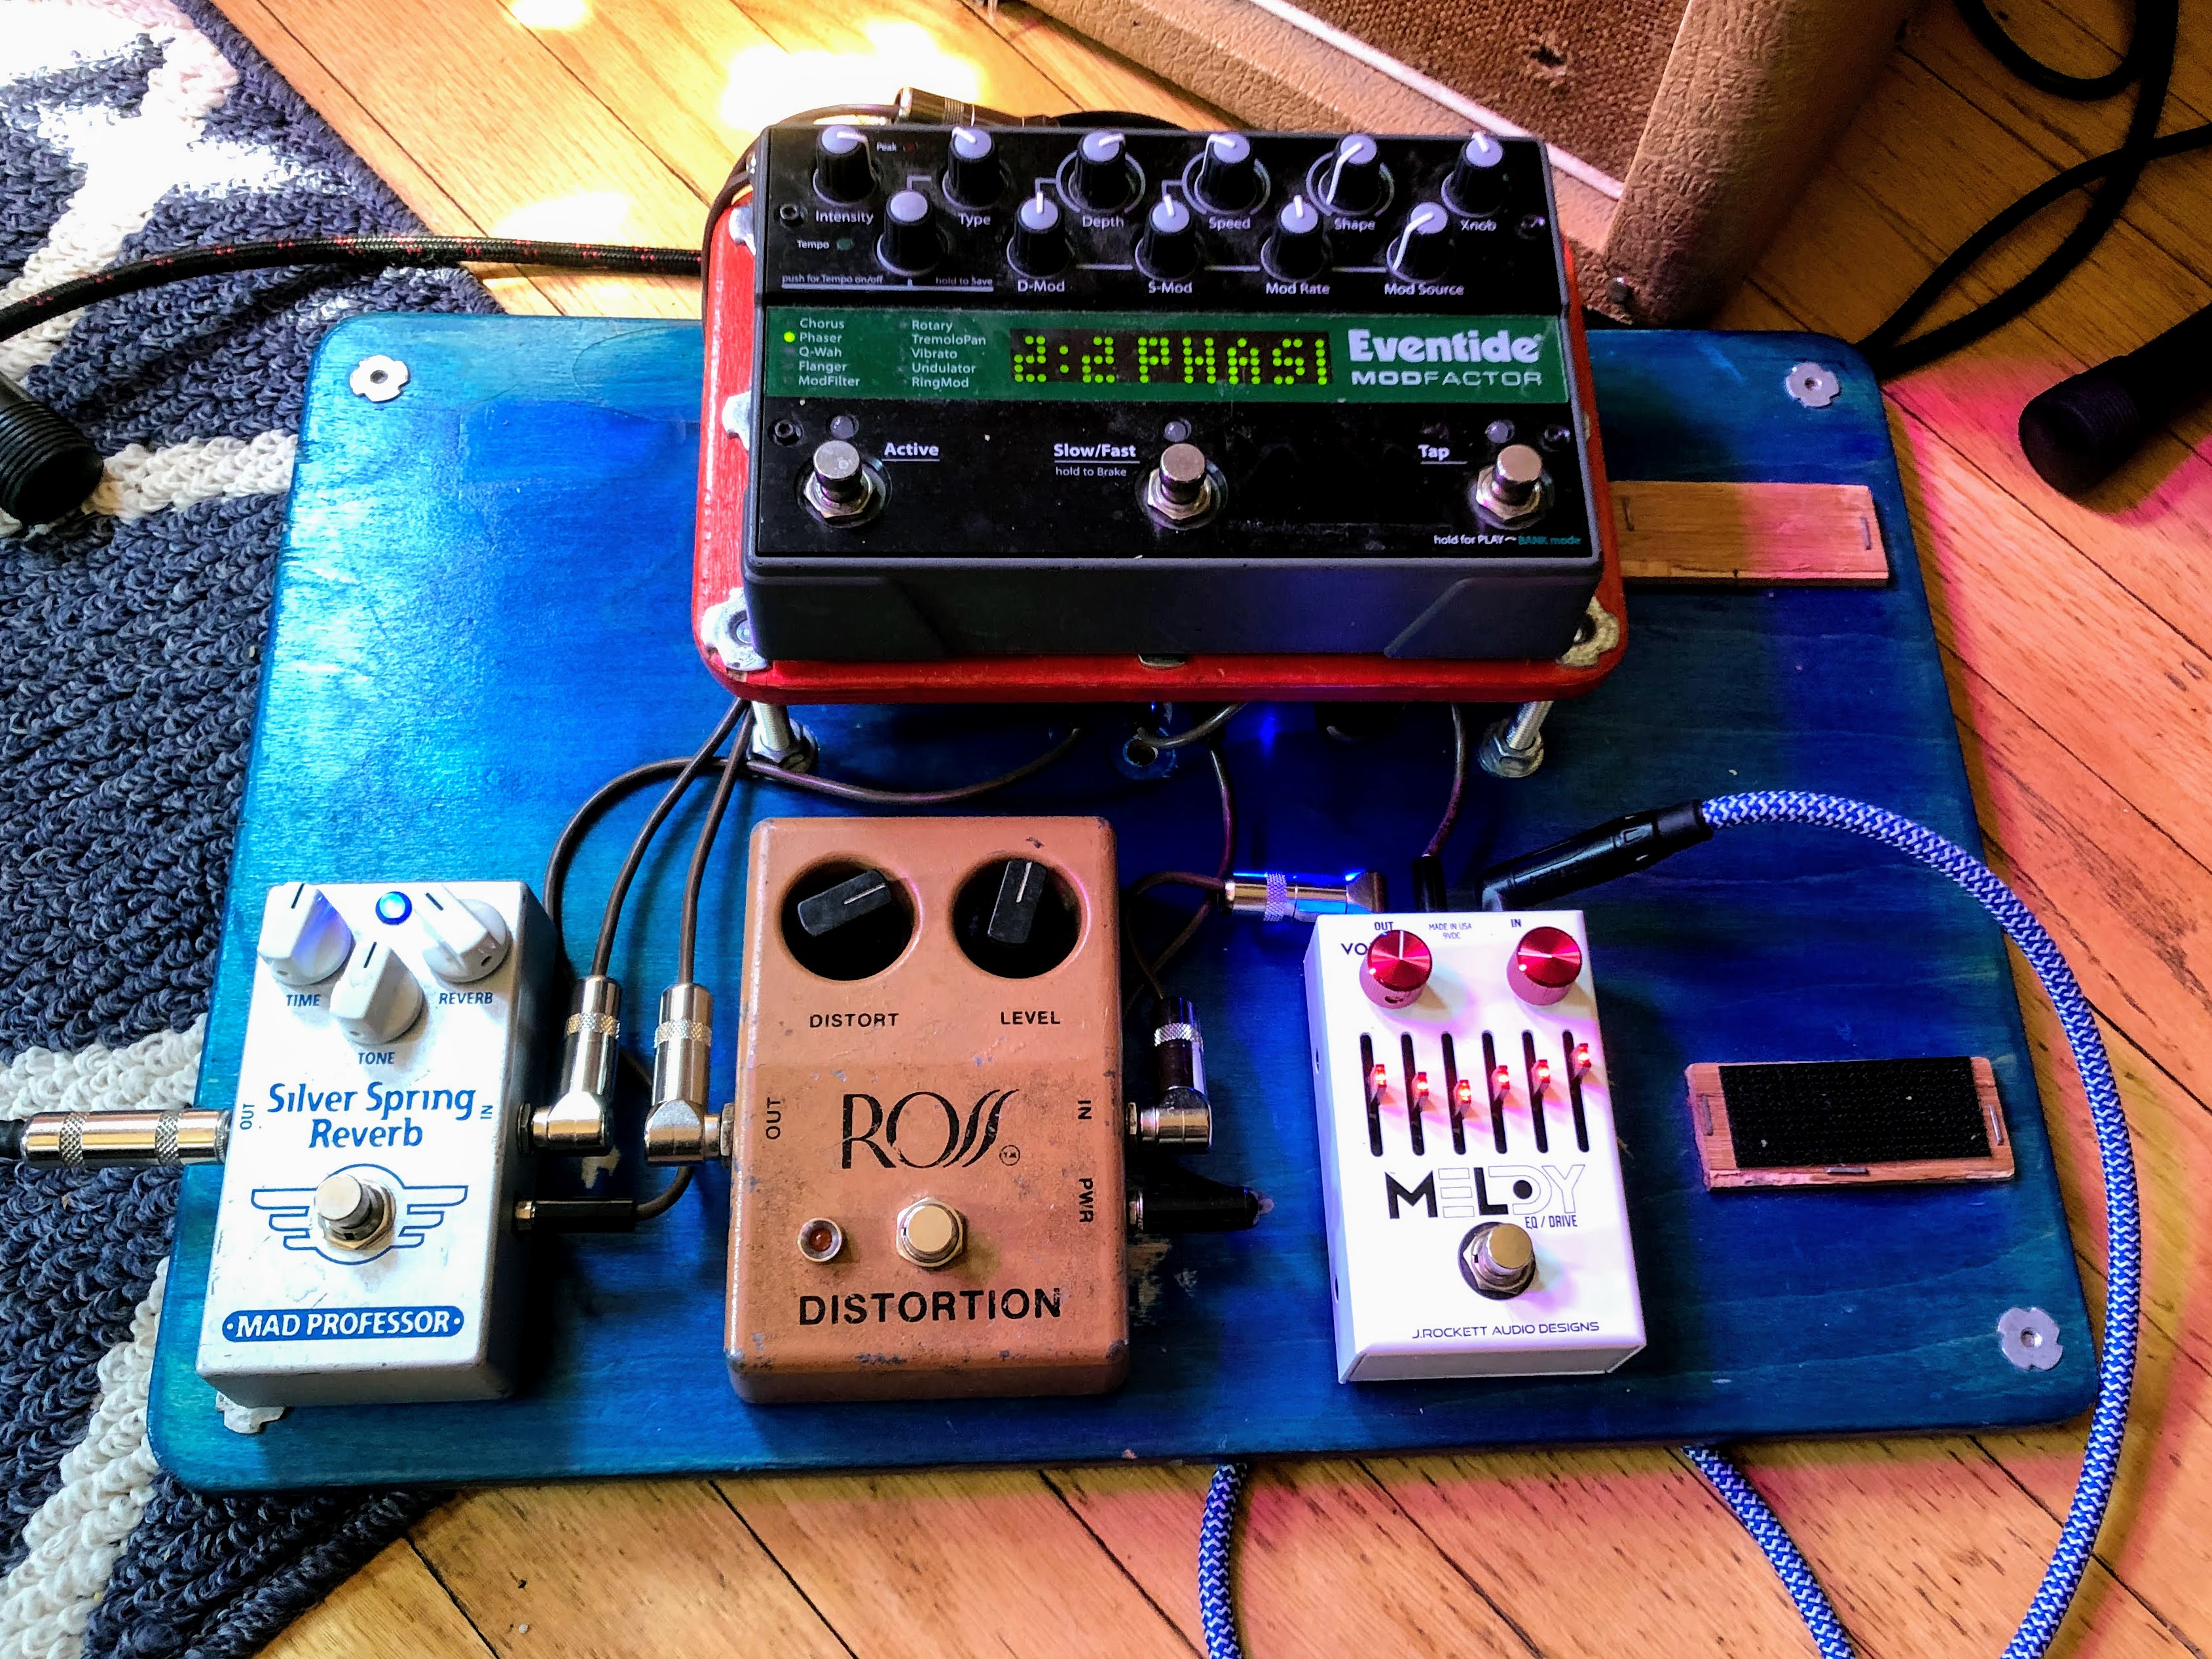 Peak
Intensity
Type
Depth
Speed
Shape
Xnob
Tempo
push for Tempo on/off
hold to Save
D-Mod
S-Mod
Mod Rate
Mod Source
Chorus
Phaser
Q-Wah
Flanger
ModFilter
Rotary
TremoloPan
Vibrato
Undulator
RingMod
2:2 PHAS
Eventide®
MODFACTOR
Active
Slow/Fast
hold to Brake
Tap
hold for PLAY~BANK mode
TIME
REVERB
TONE
OUT
IN
Silver Spring
Reverb
•MAD PROFESSOR•
DISTORT
LEVEL
OUT
IN
ROSS
PWR
DISTORTION
OUT
MADE IN USA
9VDC
IN
VO
MELODY
EQ / DRIVE
J.ROCKETT AUDIO DESIGNS